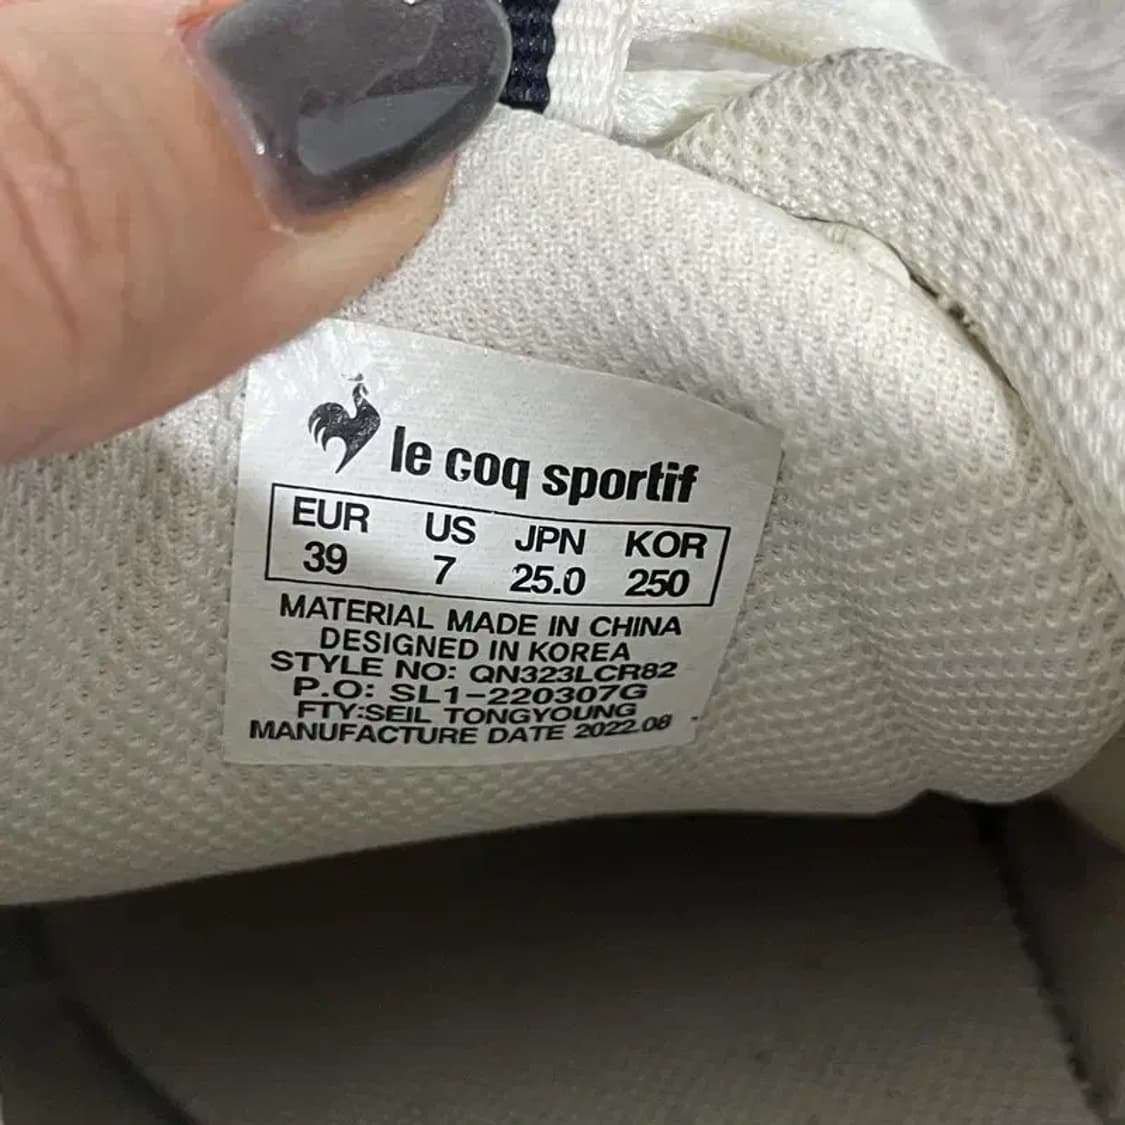 le coq sportif
EUR US JPN KOR
39 7 25.0 250
MATERIAL MADE IN CHINA
DESIGNED IN KOREA
STYLE NO: QN323LCR82
P.O: SL1-220307G
FTY:SEIL TONGYOUNG
MANUFACTURE DATE 2022.08